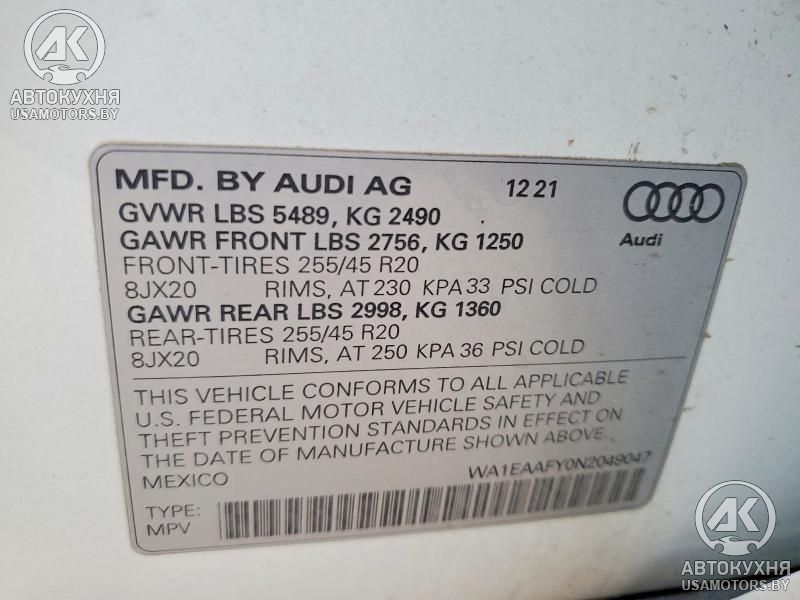 AK
АВТОКУХНЯ
USAMOTORS.BY
MFD. BY AUDI AG 12 21
GVWR LBS 5489, KG 2490
GAWR FRONT LBS 2756, KG 1250
Audi
FRONT-TIRES 255/45 R20
8JX20 RIMS, AT 230 KPA 33 PSI COLD
GAWR REAR LBS 2998, KG 1360
REAR-TIRES 255/45 R20
8JX20 RIMS, AT 250 KPA 36 PSI COLD
THIS VEHICLE CONFORMS TO ALL APPLICABLE
U.S. FEDERAL MOTOR VEHICLE SAFETY AND
THEFT PREVENTION STANDARDS IN EFFECT ON
THE DATE OF MANUFACTURE SHOWN ABOVE.
MEXICO WA1EAAFY0N2049047
TYPE:
MPV
AK
АВТОКУХНЯ
USAMOTORS.BY